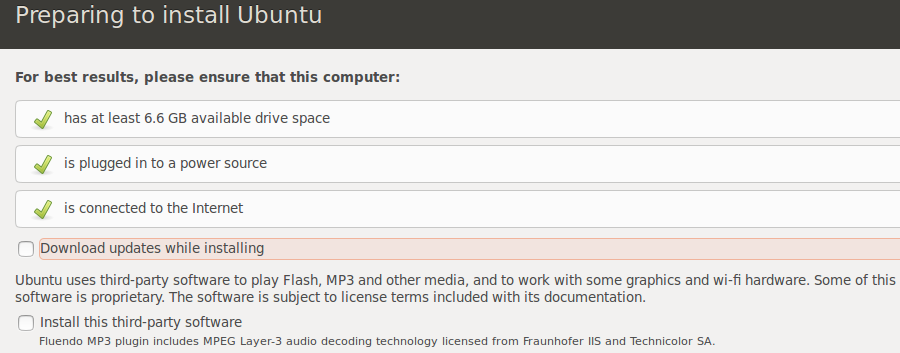 Preparing to install Ubuntu
For best results, please ensure that this computer:
has at least 6.6 GB available drive space
is plugged in to a power source
is connected to the Internet
Download updates while installing
Ubuntu uses third-party software to play Flash, MP3 and other media, and to work with some graphics and wi-fi hardware. Some of this
software is proprietary. The software is subject to license terms included with its documentation.
Install this third-party software
Fluendo MP3 plugin includes MPEG Layer-3 audio decoding technology licensed from Fraunhofer IIS and Technicolor SA.